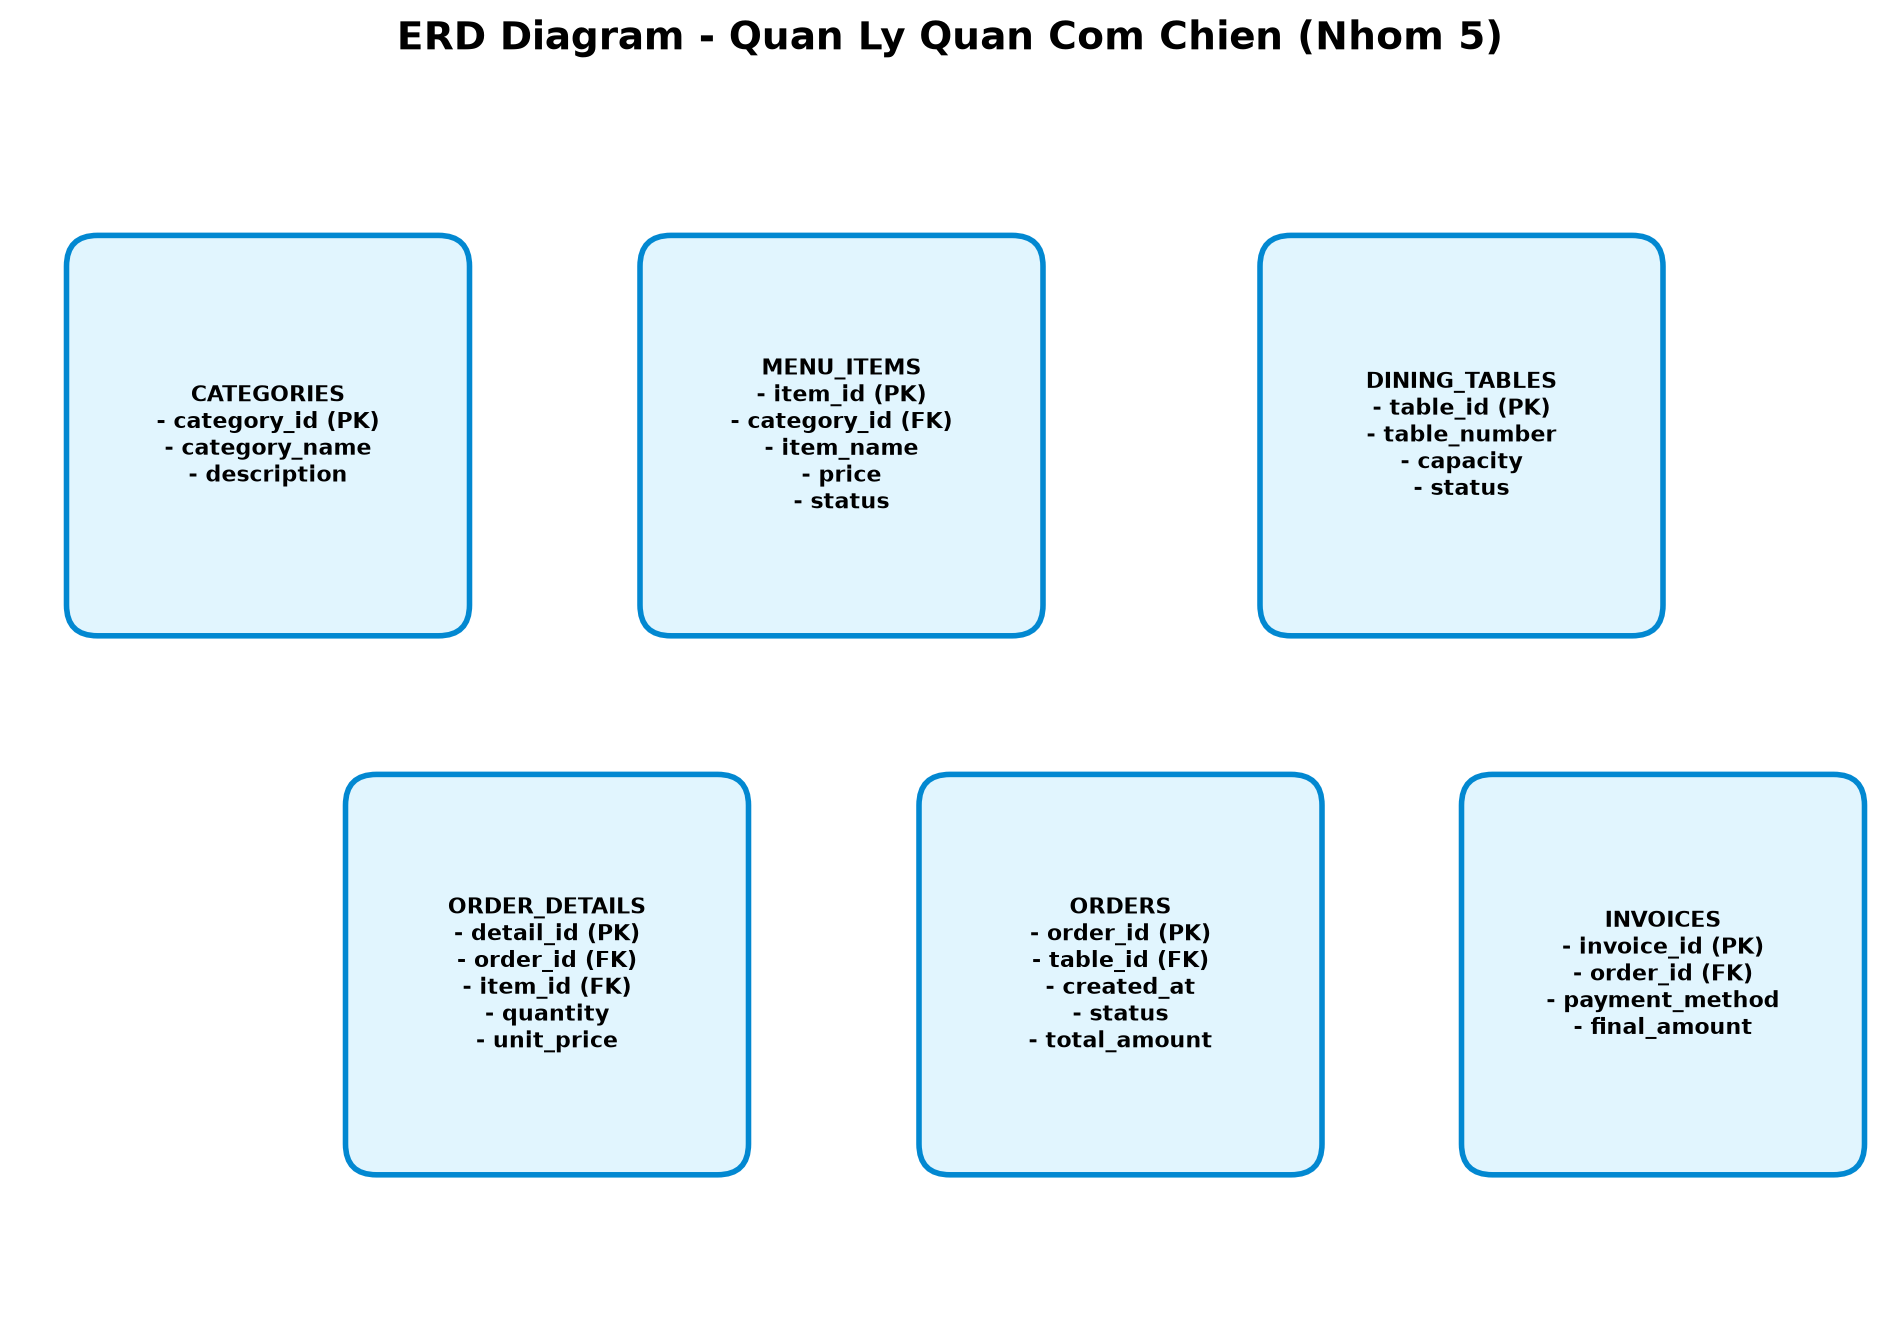 ERD Diagram - Quan Ly Quan Com Chien (Nhom 5)
CATEGORIES
- category_id (PK)
- category_name
- description
MENU_ITEMS
- item_id (PK)
- category_id (FK)
- item_name
- price
- status
DINING_TABLES
- table_id (PK)
- table_number
- capacity
- status
ORDER_DETAILS
- detail_id (PK)
- order_id (FK)
- item_id (FK)
- quantity
- unit_price
ORDERS
- order_id (PK)
- table_id (FK)
- created_at
- status
- total_amount
INVOICES
- invoice_id (PK)
- order_id (FK)
- payment_method
- final_amount